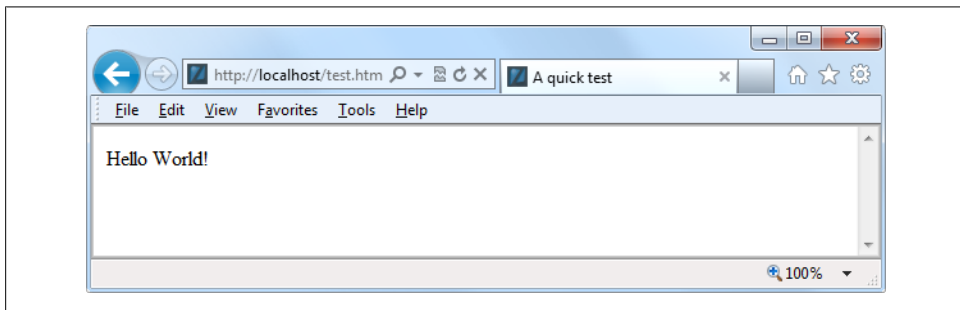 http://localhost/test.htm
A quick test
File Edit View Favorites Tools Help
Hello World!
100%